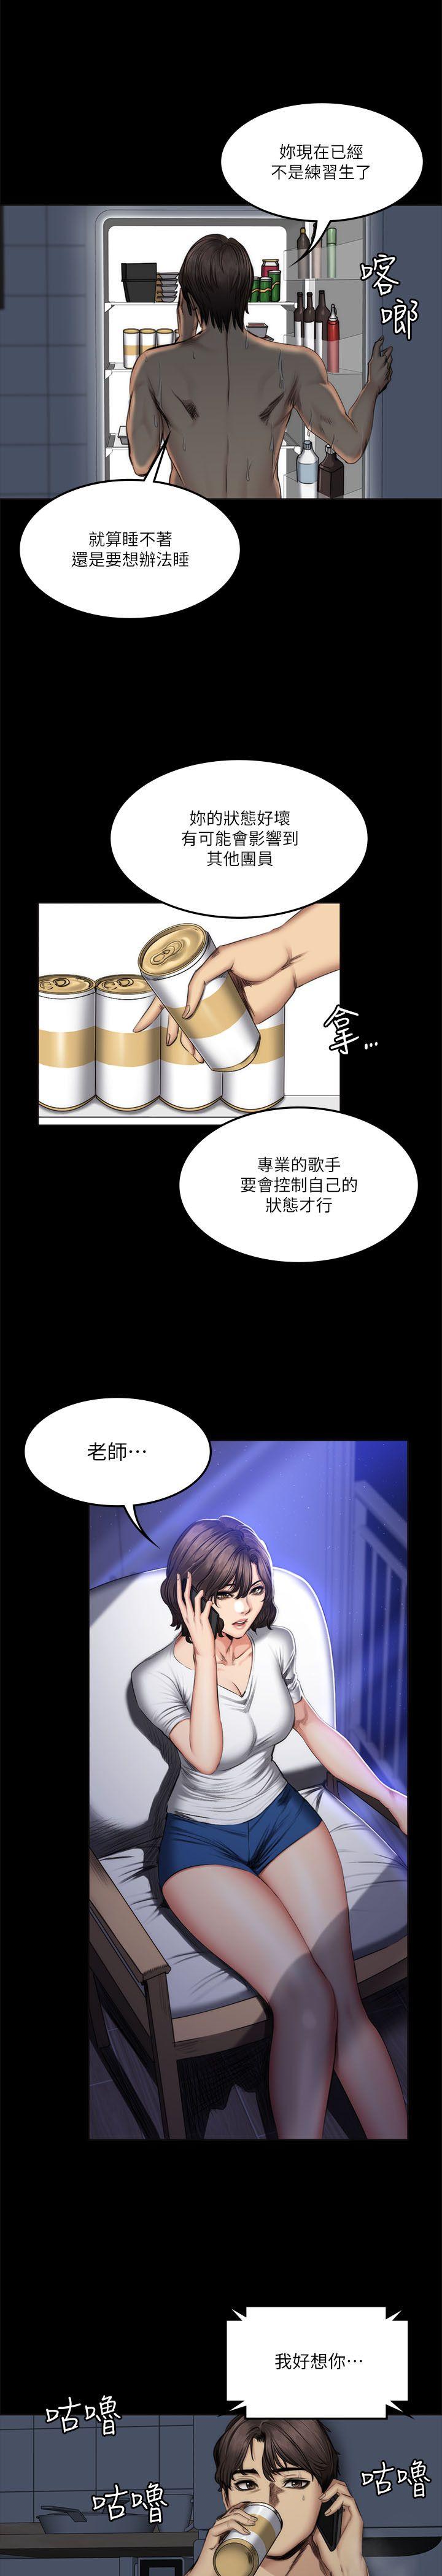 妳現在已經
不是練習生了
喀
啷
就算睡不著
還是要想辦法睡
妳的狀態好壞
有可能會影響到
其他團員
拿…
專業的歌手
要會控制自己的
狀態才行
老師…
我好想你…
咕嚕
咕嚕
咕嚕